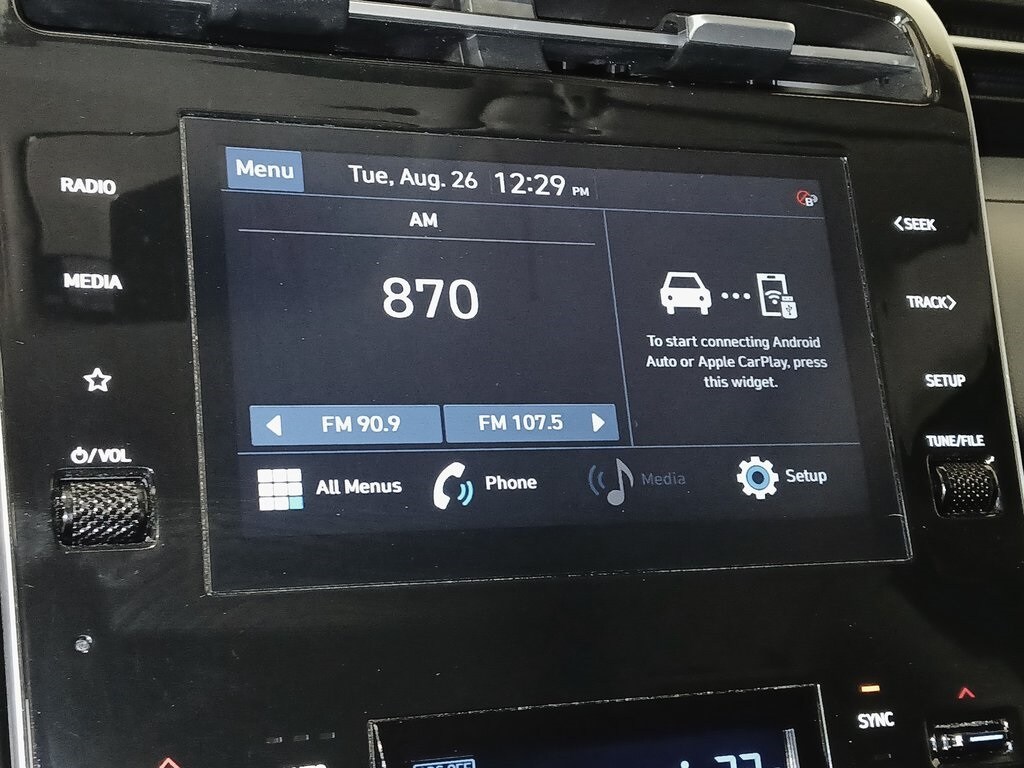 Menu
Tue, Aug. 26 12:29 PM
B
AM
870
To start connecting Android
Auto or Apple CarPlay, press
this widget.
FM 90.9
FM 107.5
All Menus
Phone
Media
Setup
RADIO
MEDIA
VOL
SEEK
TRACK
SETUP
TUNE/FILE
SYNC